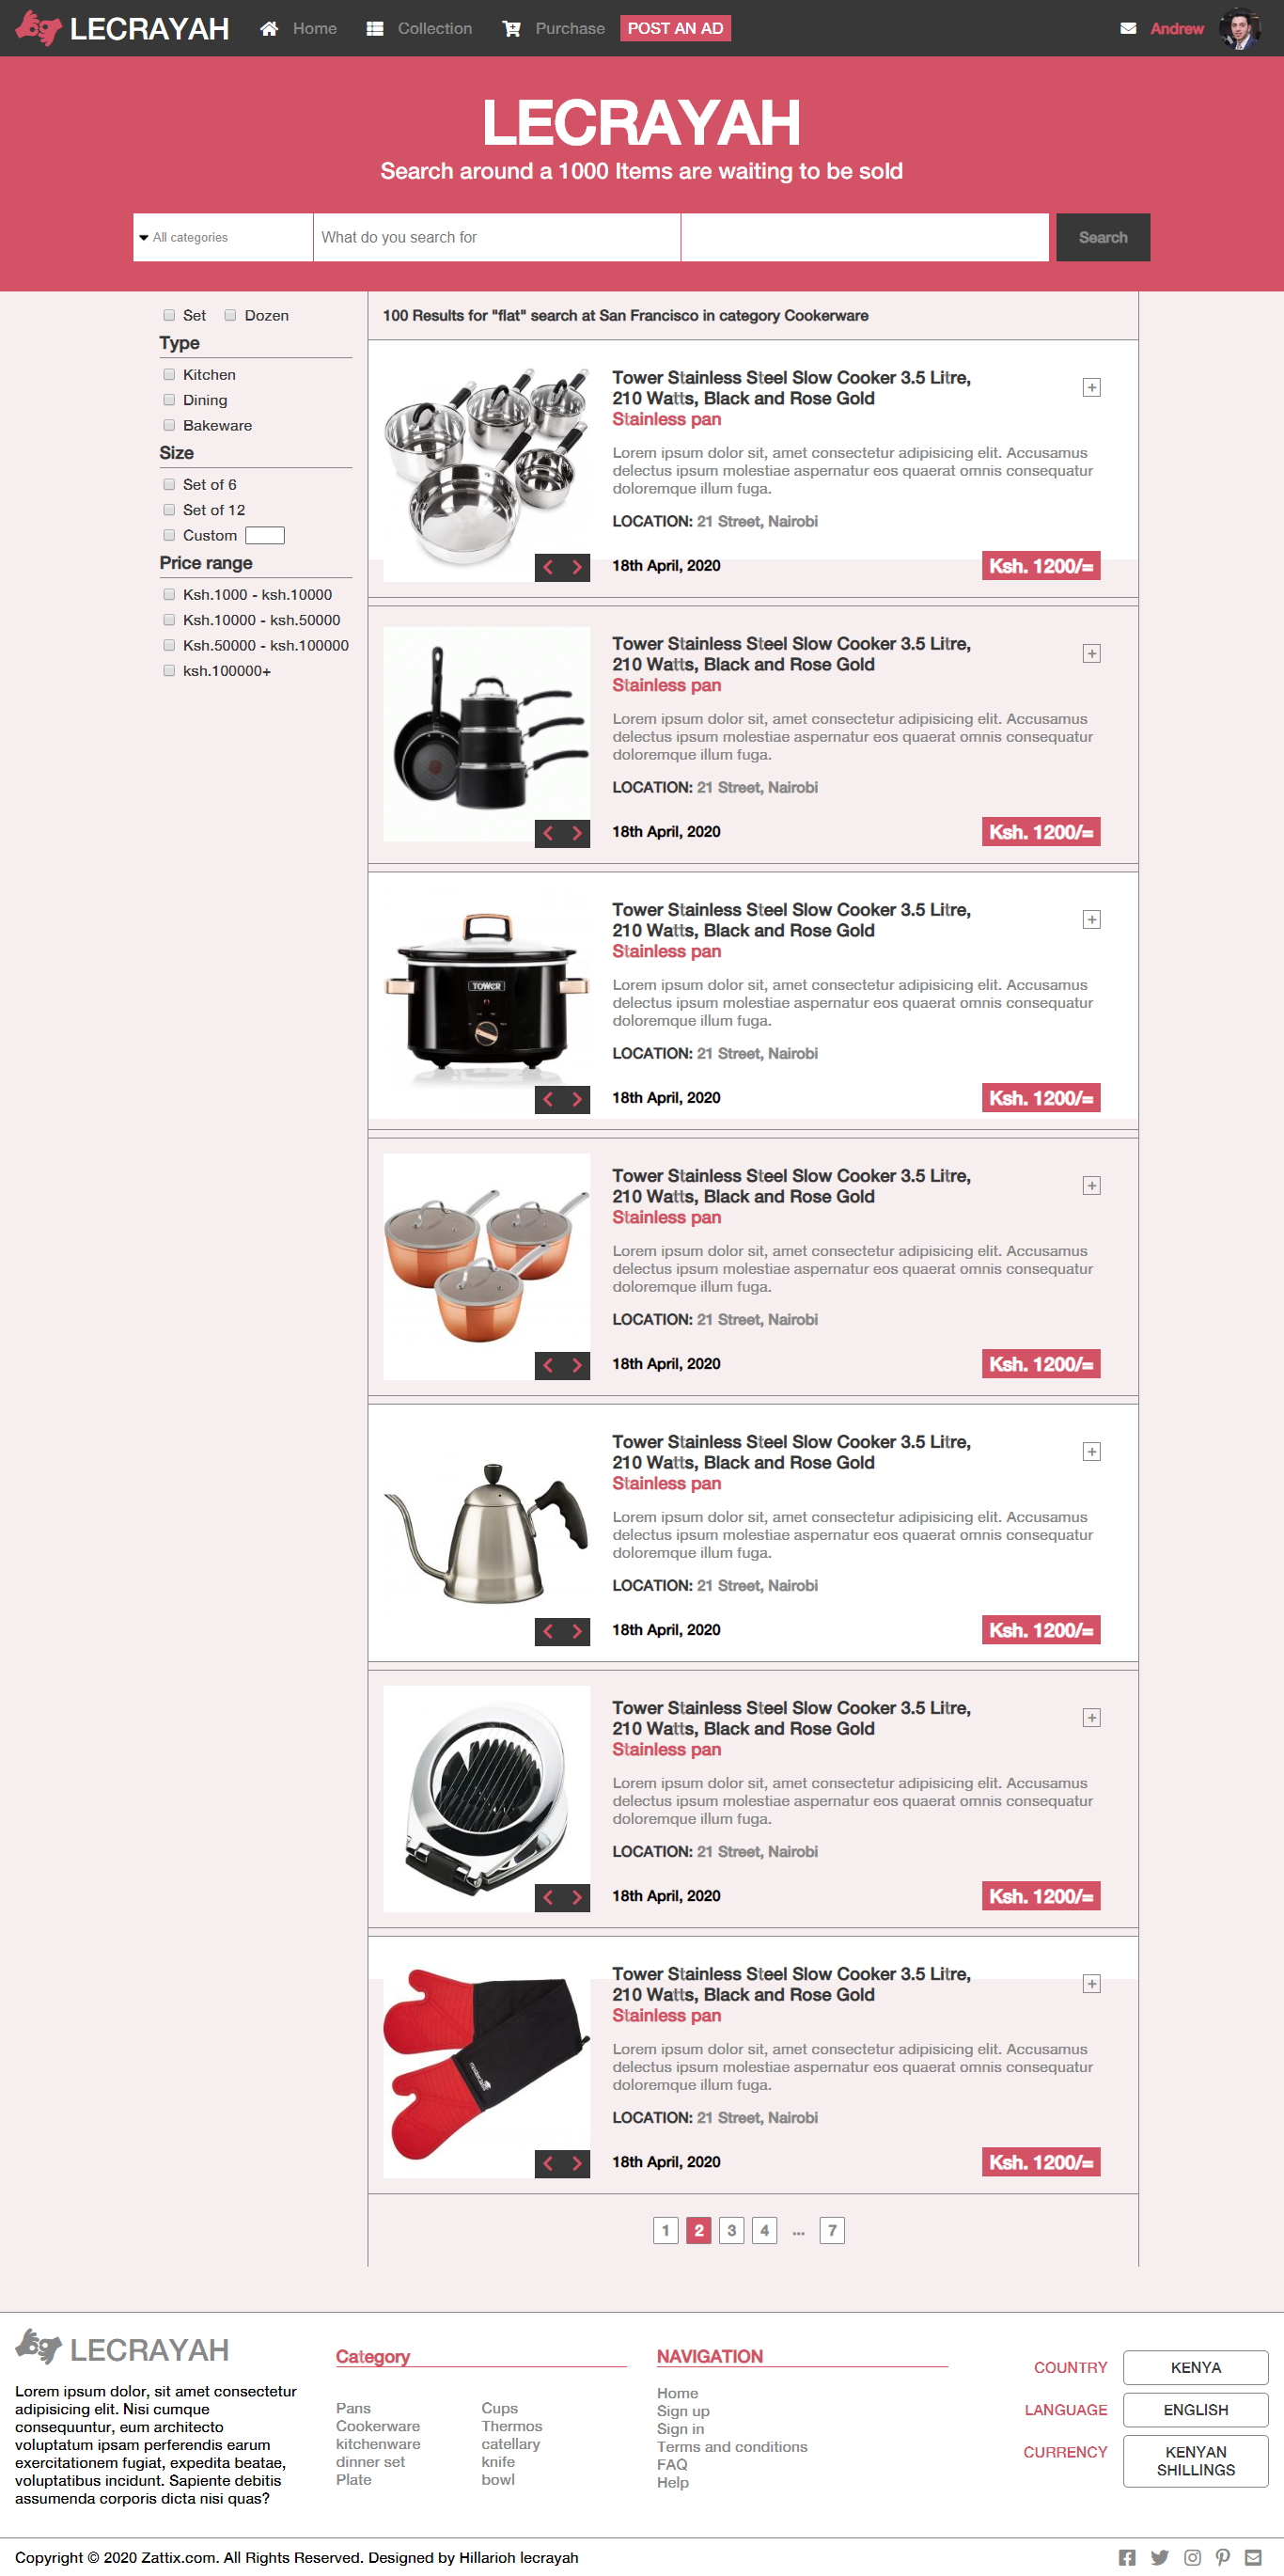 LECRAYAH Home Collection Purchase POST AN AD Andrew
LECRAYAH
Search around a 1000 Items are waiting to be sold
All categories What do you search for Search
Set Dozen
Type
Kitchen
Dining
Bakeware
Size
Set of 6
Set of 12
Custom
Price range
Ksh.1000 - ksh.10000
Ksh.10000 - ksh.50000
Ksh.50000 - ksh.100000
ksh.100000+
100 Results for "flat" search at San Francisco in category Cookerware
Tower Stainless Steel Slow Cooker 3.5 Litre,
210 Watts, Black and Rose Gold
Stainless pan
Lorem ipsum dolor sit, amet consectetur adipisicing elit. Accusamus
delectus ipsum molestiae aspernatur eos quaerat omnis consequatur
doloremque illum fuga.
LOCATION: 21 Street, Nairobi
18th April, 2020 Ksh. 1200/=
Tower Stainless Steel Slow Cooker 3.5 Litre,
210 Watts, Black and Rose Gold
Stainless pan
Lorem ipsum dolor sit, amet consectetur adipisicing elit. Accusamus
delectus ipsum molestiae aspernatur eos quaerat omnis consequatur
doloremque illum fuga.
LOCATION: 21 Street, Nairobi
18th April, 2020 Ksh. 1200/=
TOWER
Tower Stainless Steel Slow Cooker 3.5 Litre,
210 Watts, Black and Rose Gold
Stainless pan
Lorem ipsum dolor sit, amet consectetur adipisicing elit. Accusamus
delectus ipsum molestiae aspernatur eos quaerat omnis consequatur
doloremque illum fuga.
LOCATION: 21 Street, Nairobi
18th April, 2020 Ksh. 1200/=
Tower Stainless Steel Slow Cooker 3.5 Litre,
210 Watts, Black and Rose Gold
Stainless pan
Lorem ipsum dolor sit, amet consectetur adipisicing elit. Accusamus
delectus ipsum molestiae aspernatur eos quaerat omnis consequatur
doloremque illum fuga.
LOCATION: 21 Street, Nairobi
18th April, 2020 Ksh. 1200/=
Tower Stainless Steel Slow Cooker 3.5 Litre,
210 Watts, Black and Rose Gold
Stainless pan
Lorem ipsum dolor sit, amet consectetur adipisicing elit. Accusamus
delectus ipsum molestiae aspernatur eos quaerat omnis consequatur
doloremque illum fuga.
LOCATION: 21 Street, Nairobi
18th April, 2020 Ksh. 1200/=
Tower Stainless Steel Slow Cooker 3.5 Litre,
210 Watts, Black and Rose Gold
Stainless pan
Lorem ipsum dolor sit, amet consectetur adipisicing elit. Accusamus
delectus ipsum molestiae aspernatur eos quaerat omnis consequatur
doloremque illum fuga.
LOCATION: 21 Street, Nairobi
18th April, 2020 Ksh. 1200/=
Tower Stainless Steel Slow Cooker 3.5 Litre,
210 Watts, Black and Rose Gold
Stainless pan
Lorem ipsum dolor sit, amet consectetur adipisicing elit. Accusamus
delectus ipsum molestiae aspernatur eos quaerat omnis consequatur
doloremque illum fuga.
LOCATION: 21 Street, Nairobi
18th April, 2020 Ksh. 1200/=
1 2 3 4 ... 7
LECRAYAH
Lorem ipsum dolor, sit amet consectetur
adipisicing elit. Nisi cumque
consequuntur, eum architecto
voluptatum ipsam perferendis earum
exercitationem fugiat, expedita beatae,
voluptatibus incidunt. Sapiente debitis
assumenda corporis dicta nisi quas?
Category
Pans
Cookerware
kitchenware
dinner set
Plate
Cups
Thermos
catellary
knife
bowl
NAVIGATION
Home
Sign up
Sign in
Terms and conditions
FAQ
Help
COUNTRY KENYA
LANGUAGE ENGLISH
CURRENCY KENYAN
SHILLINGS
Copyright © 2020 Zattix.com. All Rights Reserved. Designed by Hillarioh lecrayah